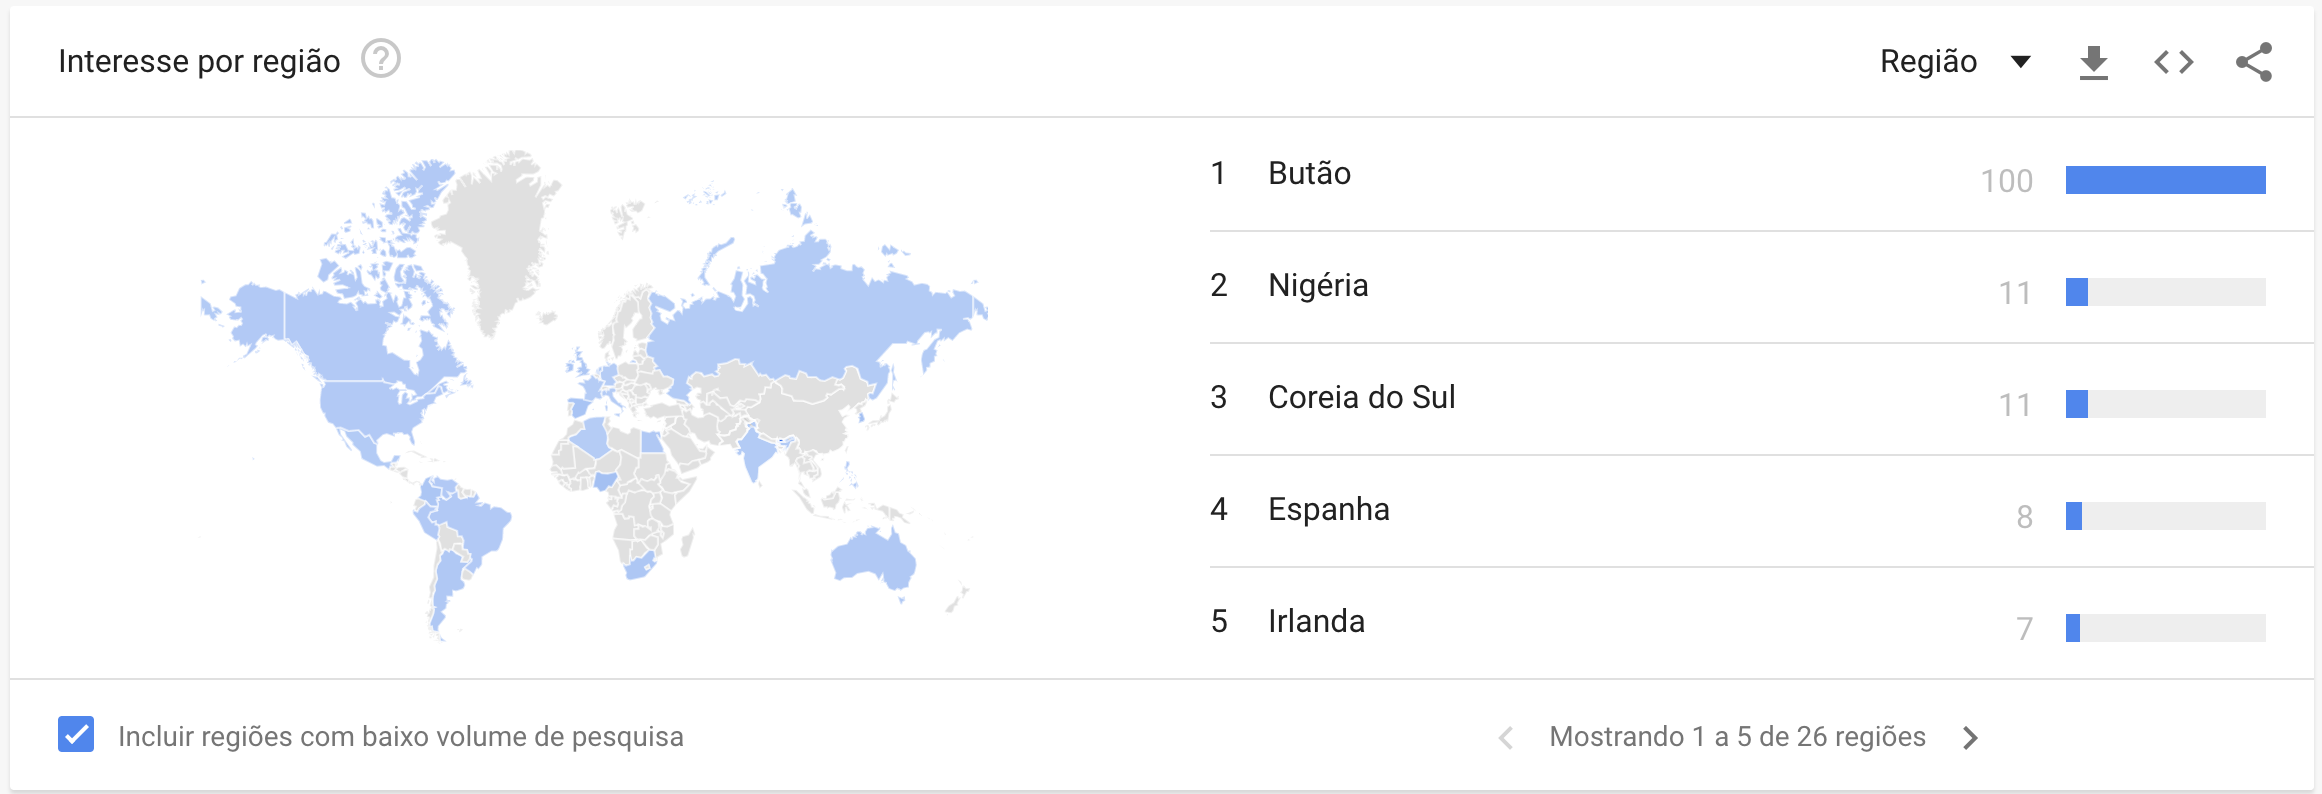 Interesse por região ?
Região
1 Butão 100
2 Nigéria 11
3 Coreia do Sul 11
4 Espanha 8
5 Irlanda 7
Incluir regiões com baixo volume de pesquisa
Mostrando 1 a 5 de 26 regiões